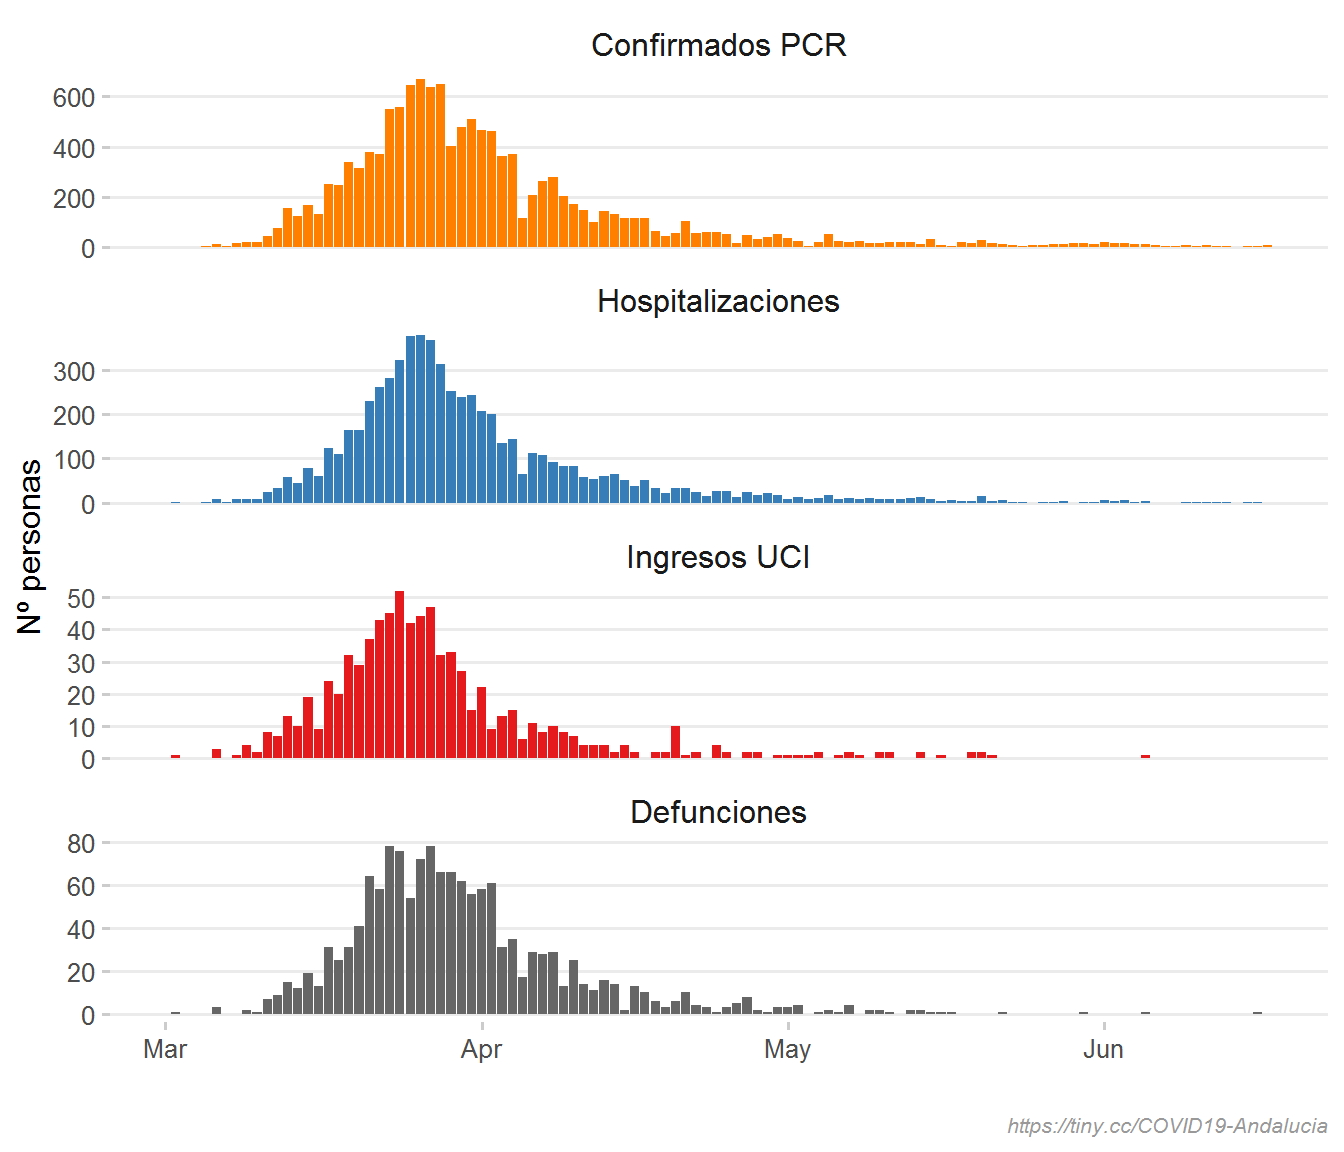 Confirmados PCR
600
400
200
0
Hospitalizaciones
300
200
100
0
Nº personas
Ingresos UCI
50
40
30
20
10
0
Defunciones
80
60
40
20
0
Mar Apr May Jun
https://tiny.cc/COVID19-Andalucia